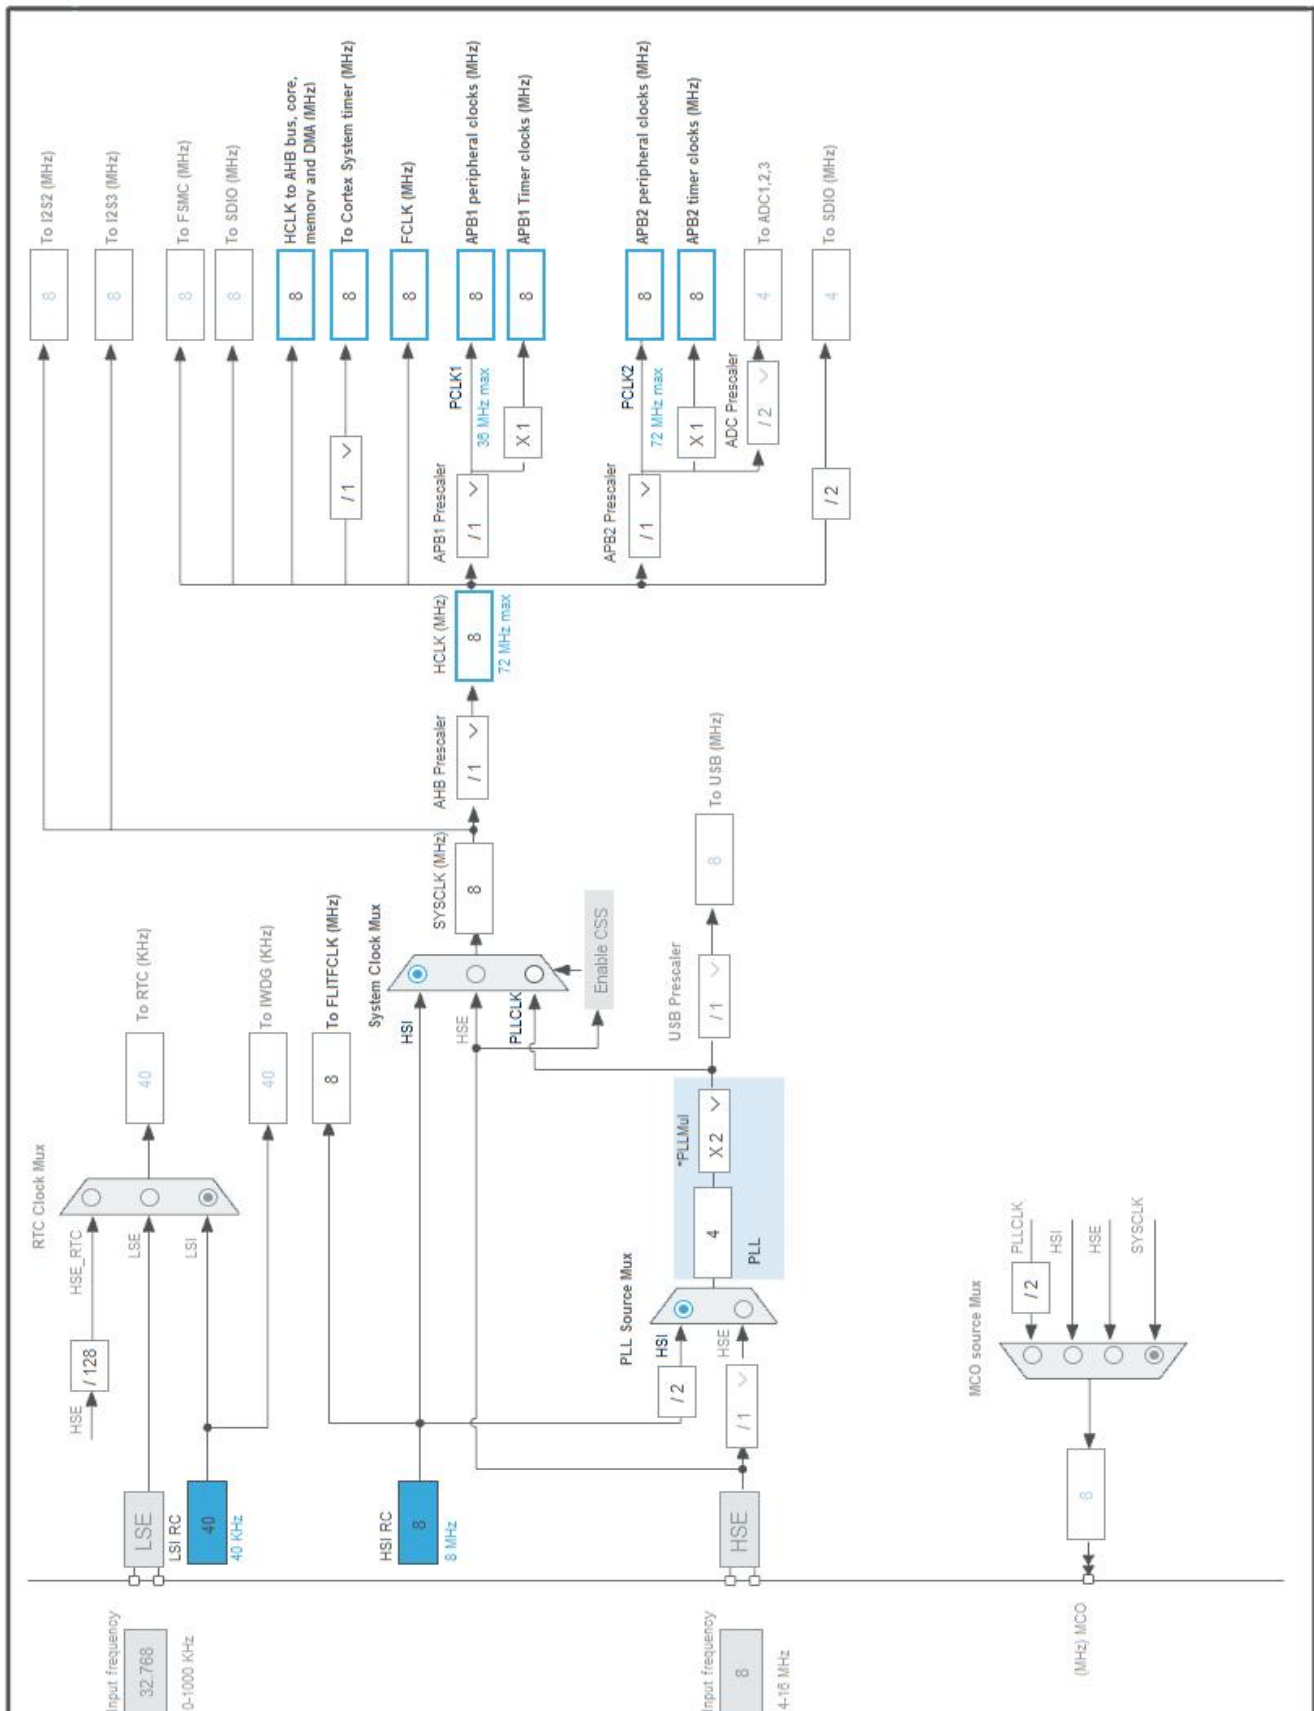 Input frequency
32.768
0-1000 KHz
LSE
LSI RC
40
40 KHz
HSE
/ 128
HSE_RTC
LSE
LSI
RTC Clock Mux
40
To RTC (KHz)
40
To IWDG (KHz)
8
To FLITFCLK (MHz)
HSI RC
8
8 MHz
HSI
HSE
PLLCLK
System Clock Mux
Enable CSS
SYSCLK (MHz)
8
AHB Prescaler
/ 1
HCLK (MHz)
8
72 MHz max
8
To I2S2 (MHz)
8
To I2S3 (MHz)
8
To FSMC (MHz)
8
To SDIO (MHz)
8
HCLK to AHB bus, core,
memory and DMA (MHz)
/ 1
8
To Cortex System timer (MHz)
8
FCLK (MHz)
APB1 Prescaler
/ 1
PCLK1
36 MHz max
8
APB1 peripheral clocks (MHz)
X 1
8
APB1 Timer clocks (MHz)
APB2 Prescaler
/ 1
PCLK2
72 MHz max
8
APB2 peripheral clocks (MHz)
X 1
8
APB2 timer clocks (MHz)
ADC Prescaler
/ 2
4
To ADC1,2,3
/ 2
4
To SDIO (MHz)
Input frequency
8
4-16 MHz
HSE
/ 2
/ 1
HSI
HSE
PLL Source Mux
4
PLL
*PLLMul
X 2
USB Prescaler
/ 1
8
To USB (MHz)
(MHz) MCO
8
MCO source Mux
/ 2
PLLCLK
HSI
HSE
SYSCLK